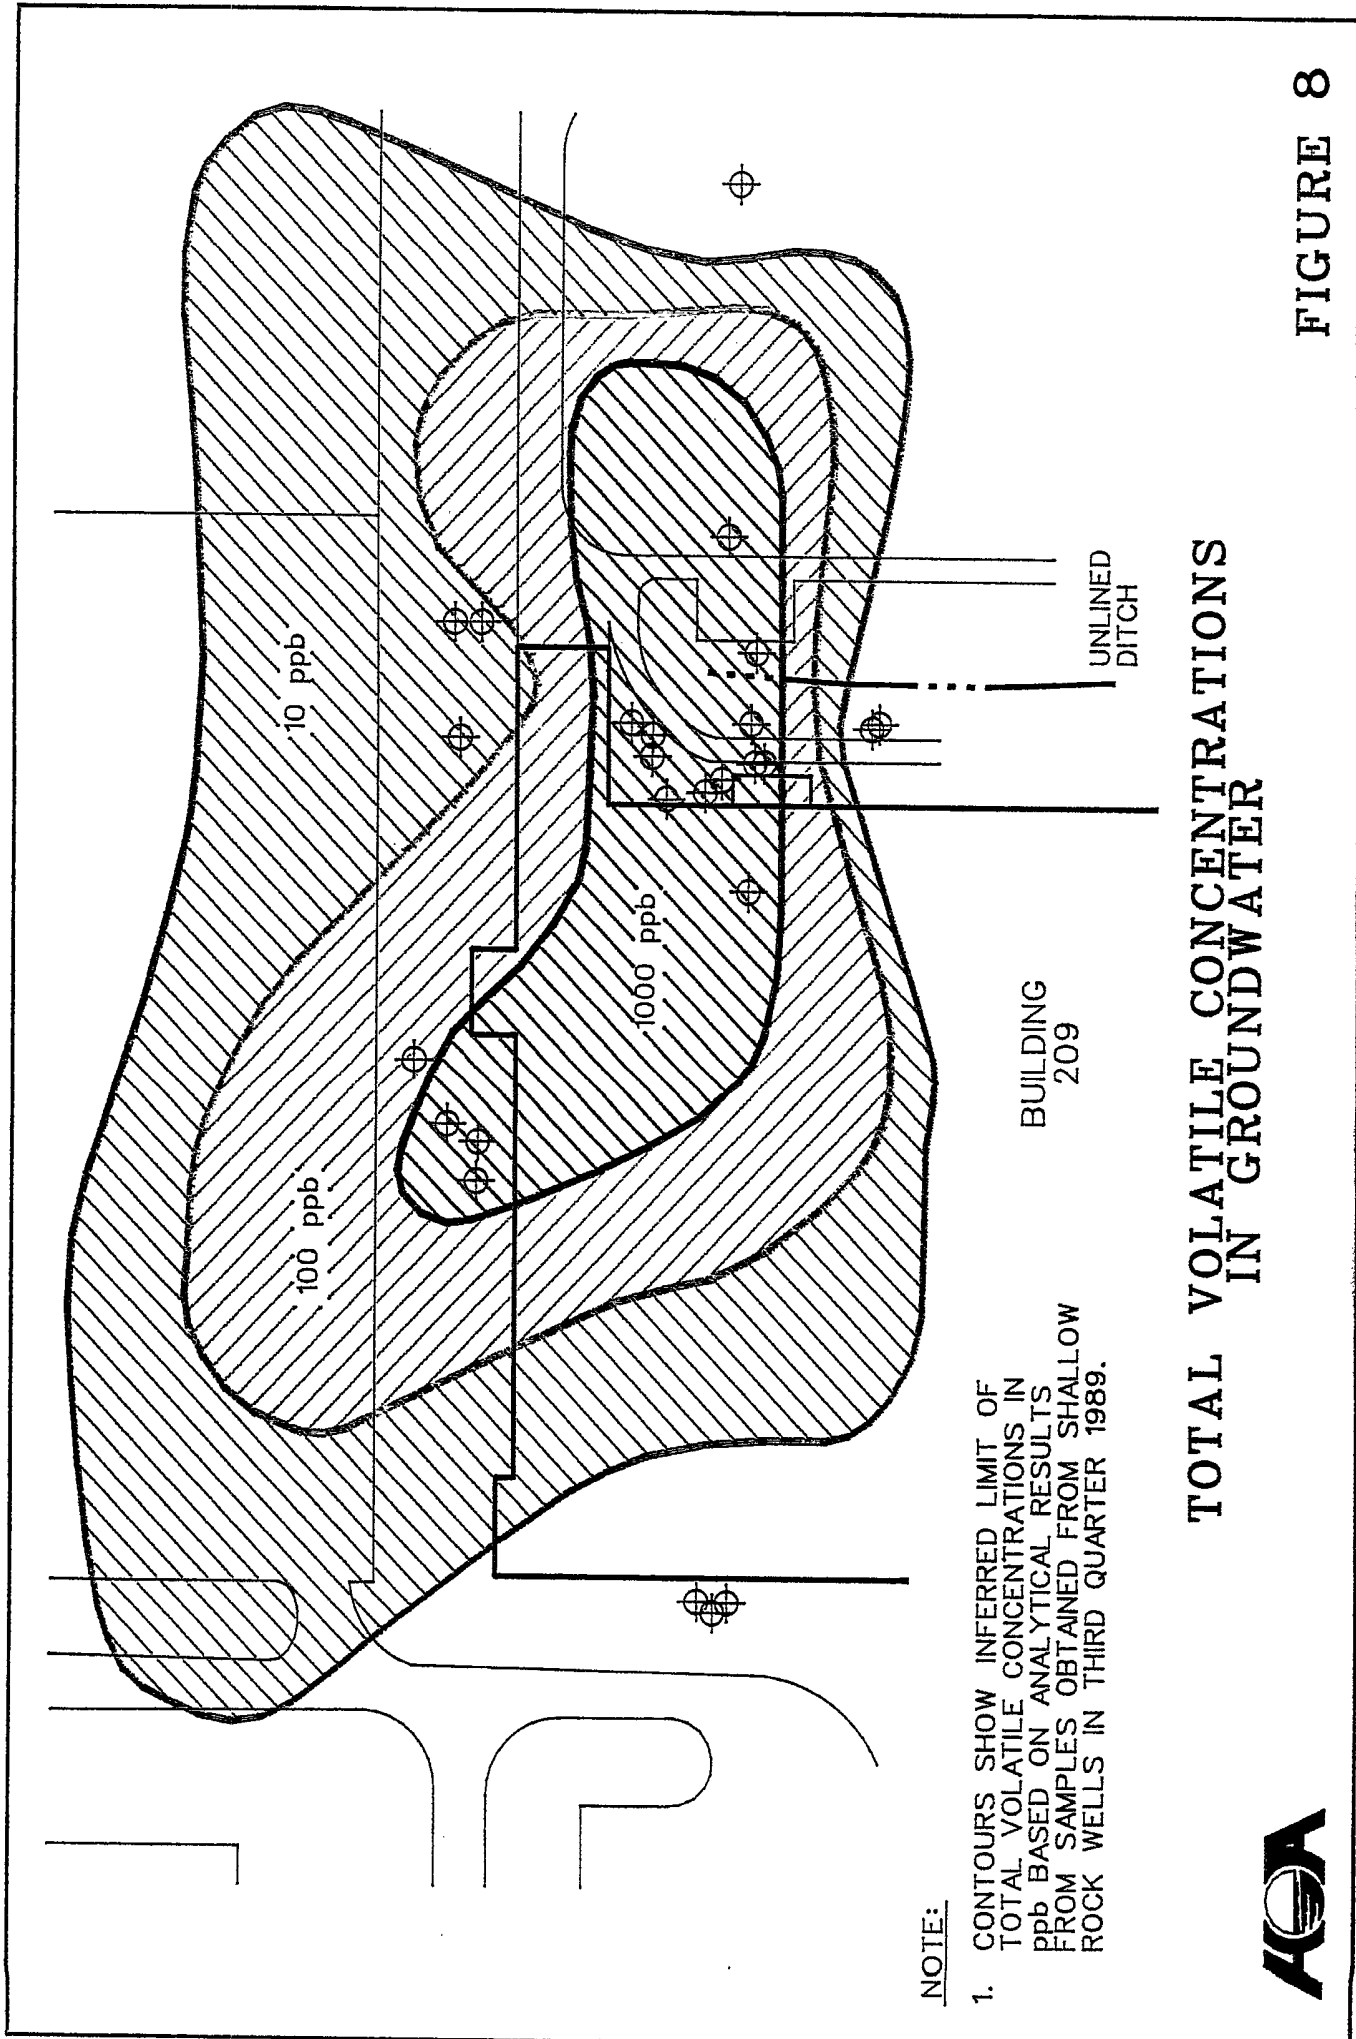 10 ppb
100 ppb
1000 ppb
UNLINED
DITCH
BUILDING
209
NOTE:
1. CONTOURS SHOW INFERRED LIMIT OF
TOTAL VOLATILE CONCENTRATIONS IN
ppb BASED ON ANALYTICAL RESULTS
FROM SAMPLES OBTAINED FROM SHALLOW
ROCK WELLS IN THIRD QUARTER 1989.
TOTAL VOLATILE CONCENTRATIONS
IN GROUNDWATER
FIGURE 8